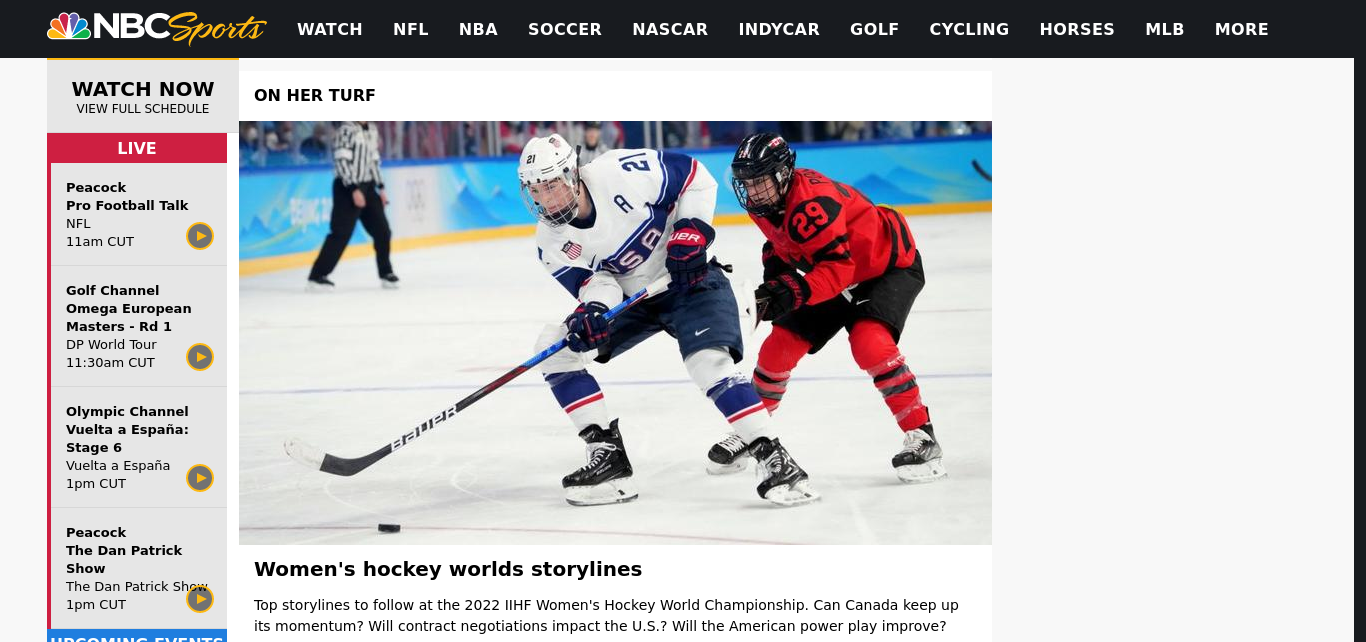 NBC Sports
WATCH NFL NBA SOCCER NASCAR INDYCAR GOLF CYCLING HORSES MLB MORE
WATCH NOW
VIEW FULL SCHEDULE
LIVE
Peacock
Pro Football Talk
NFL
11am CUT
Golf Channel
Omega European
Masters - Rd 1
DP World Tour
11:30am CUT
Olympic Channel
Vuelta a España:
Stage 6
Vuelta a España
1pm CUT
Peacock
The Dan Patrick
Show
The Dan Patrick Show
1pm CUT
UPCOMING EVENTS
ON HER TURF
21
21
A
USA
BAUER
29
Women's hockey worlds storylines
Top storylines to follow at the 2022 IIHF Women's Hockey World Championship. Can Canada keep up
its momentum? Will contract negotiations impact the U.S.? Will the American power play improve?